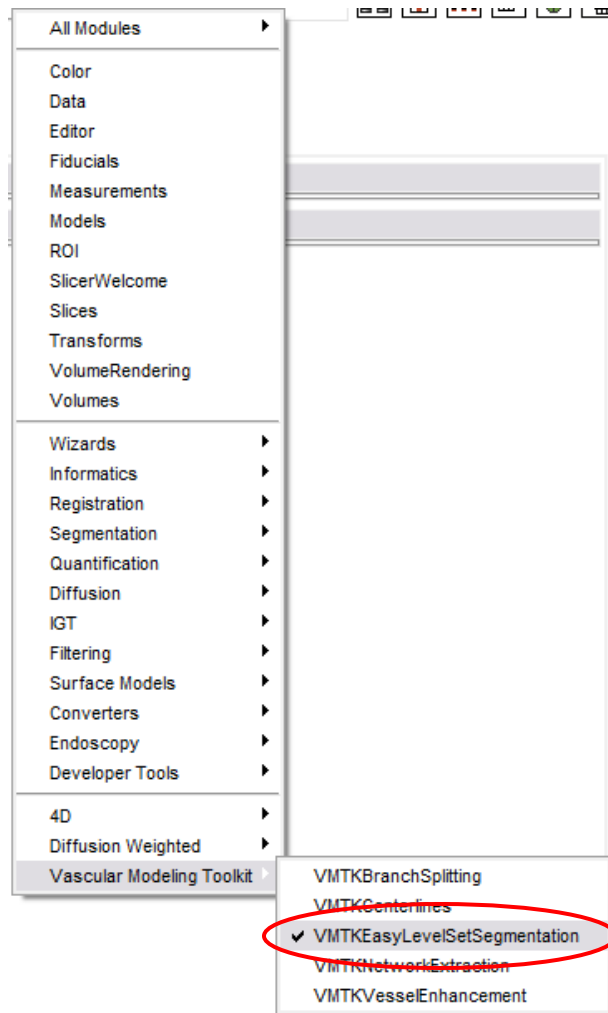 All Modules
Color
Data
Editor
Fiducials
Measurements
Models
ROI
SlicerWelcome
Slices
Transforms
VolumeRendering
Volumes
Wizards
Informatics
Registration
Segmentation
Quantification
Diffusion
IGT
Filtering
Surface Models
Converters
Endoscopy
Developer Tools
4D
Diffusion Weighted
Vascular Modeling Toolkit
VMTKBranchSplitting
VMTKCenterlines
VMTKEasyLevelSetSegmentation
VMTKNetworkExtraction
VMTKVesselEnhancement